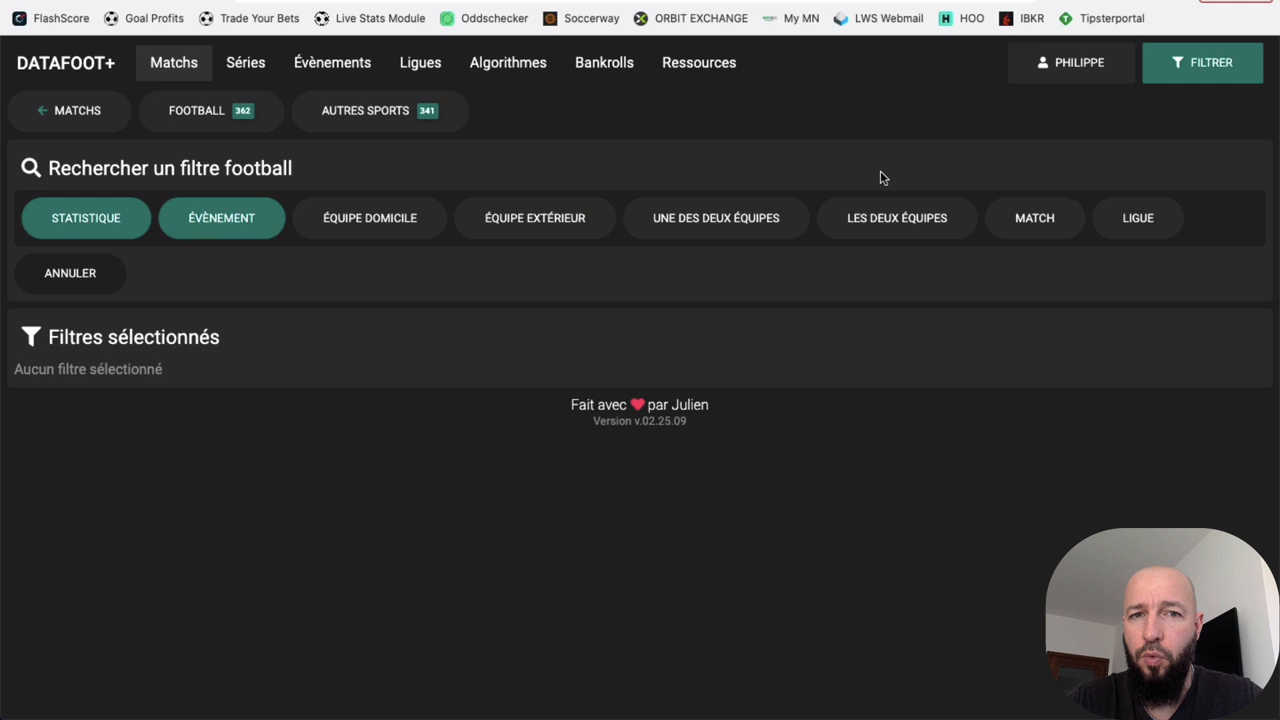 FlashScore Goal Profits Trade Your Bets Live Stats Module Oddschecker Soccerway ORBIT EXCHANGE My MN LWS Webmail H HOO IBKR T Tipsterportal
DATAFOOT+ Matchs Séries Évènements Ligues Algorithmes Bankrolls Ressources PHILIPPE FILTRER
MATCHS FOOTBALL 362 AUTRES SPORTS 341
Rechercher un filtre football
STATISTIQUE ÉVÈNEMENT ÉQUIPE DOMICILE ÉQUIPE EXTÉRIEUR UNE DES DEUX ÉQUIPES LES DEUX ÉQUIPES MATCH LIGUE
ANNULER
Filtres sélectionnés
Aucun filtre sélectionné
Fait avec ❤ par Julien
Version v.02.25.09